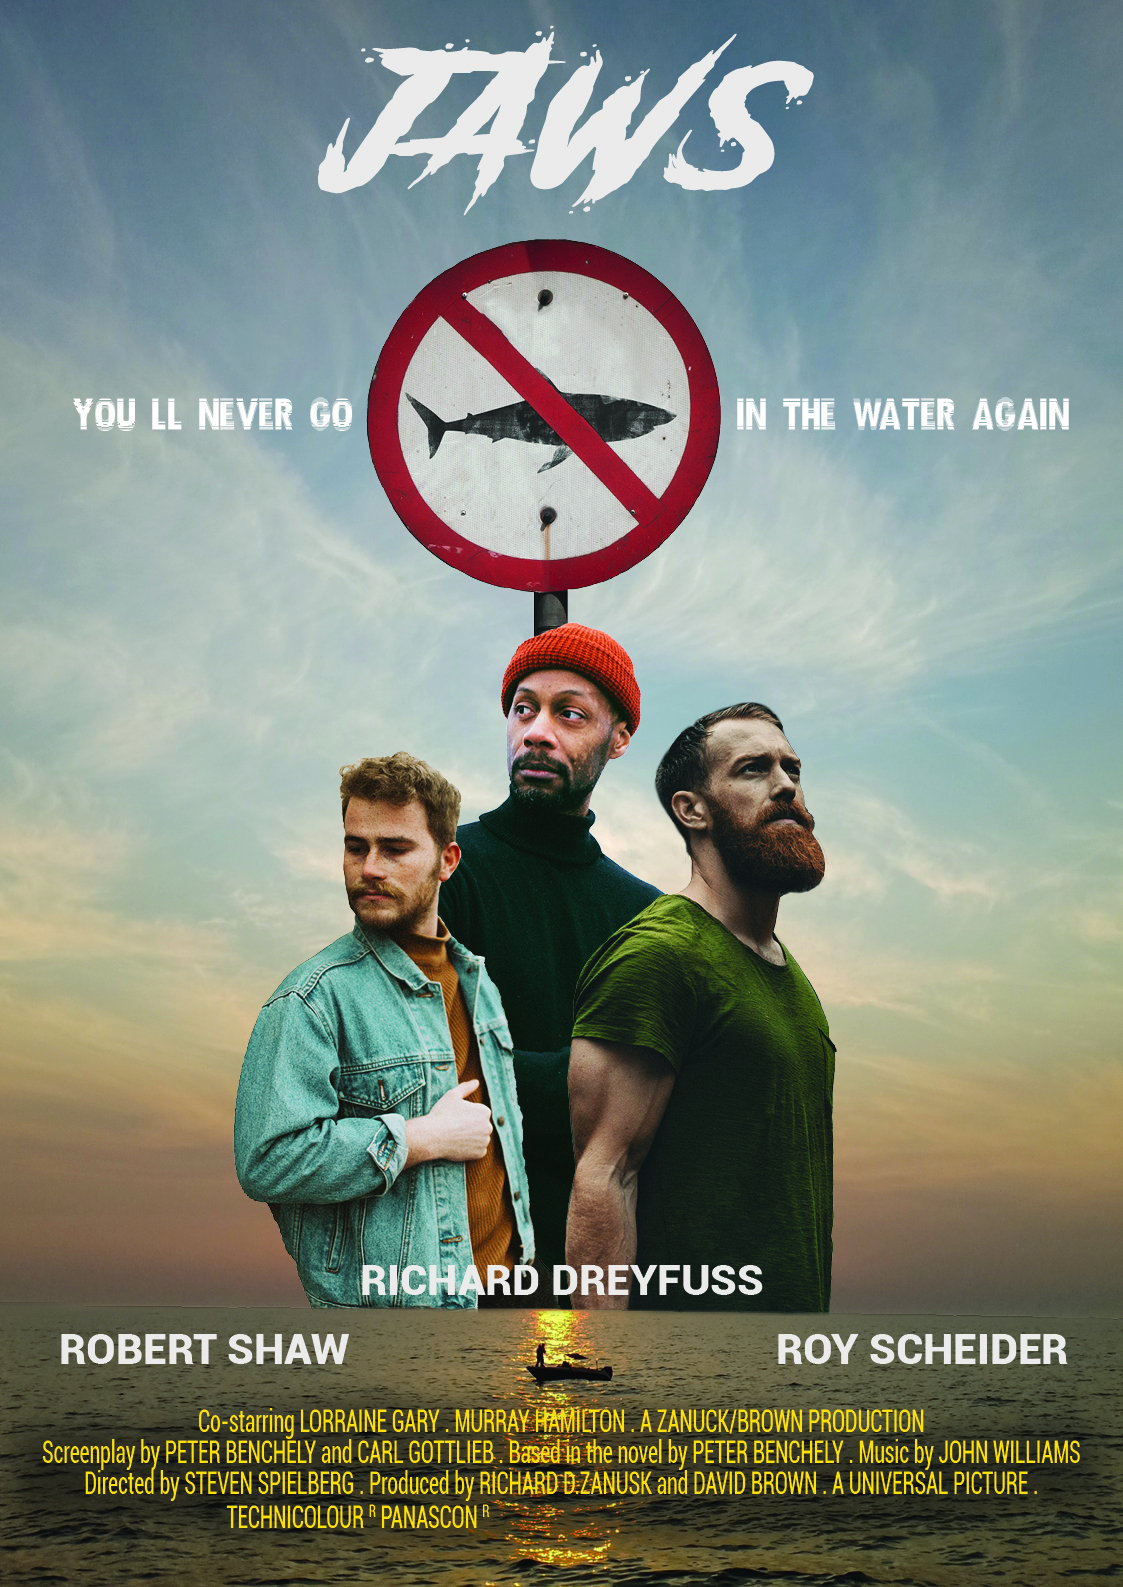 JAWS
YOU LL NEVER GO IN THE WATER AGAIN
RICHARD DREYFUSS
ROBERT SHAW ROY SCHEIDER
Co-starring LORRAINE GARY . MURRAY HAMILTON . A ZANUCK/BROWN PRODUCTION
Screenplay by PETER BENCHELY and CARL GOTTLIEB . Based in the novel by PETER BENCHELY . Music by JOHN WILLIAMS
Directed by STEVEN SPIELBERG . Produced by RICHARD D.ZANUSK and DAVID BROWN . A UNIVERSAL PICTURE .
TECHNICOLOUR R PANASCON R